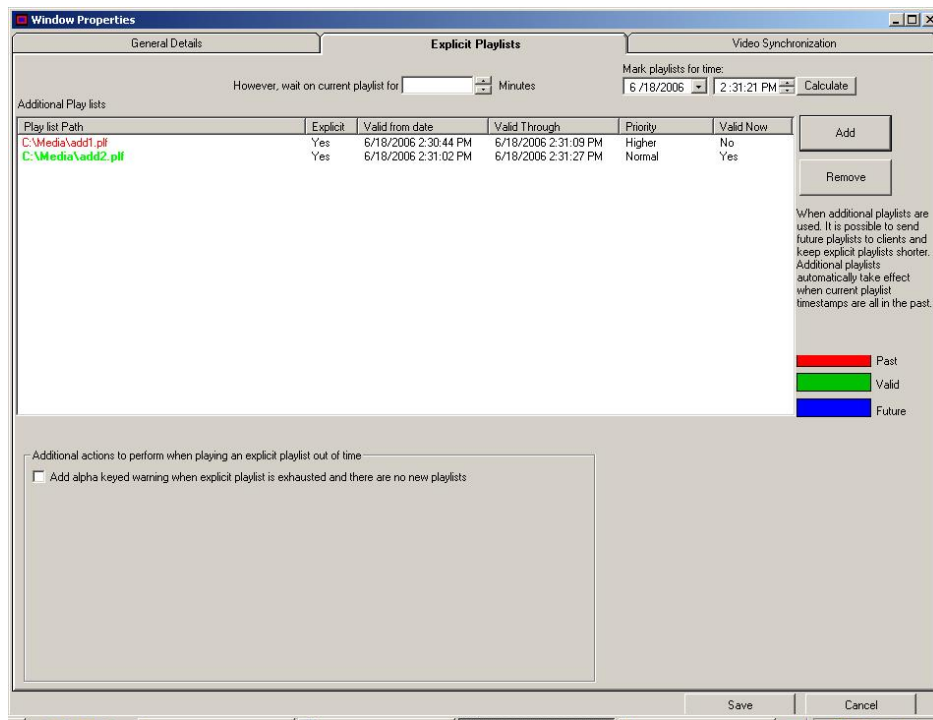 Window Properties
General Details
Explicit Playlists
Video Synchronization
Mark playlists for time:
However, wait on current playlist for Minutes
6 /18/2006 2 :31:21 PM Calculate
Additional Play lists
Play list Path Explicit Valid from date Valid Through Priority Valid Now
C:\Media\add1.plf Yes 6/18/2006 2:30:44 PM 6/18/2006 2:31:09 PM Higher No
C:\Media\add2.plf Yes 6/18/2006 2:31:02 PM 6/18/2006 2:31:27 PM Normal Yes
Add
Remove
When additional playlists are
used. It is possible to send
future playlists to clients and
keep explicit playlists shorter.
Additional playlists
automatically take effect
when current playlist
timestamps are all in the past.
Past
Valid
Future
Additional actions to perform when playing an explicit playlist out of time
Add alpha keyed warning when explicit playlist is exhausted and there are no new playlists
Save
Cancel